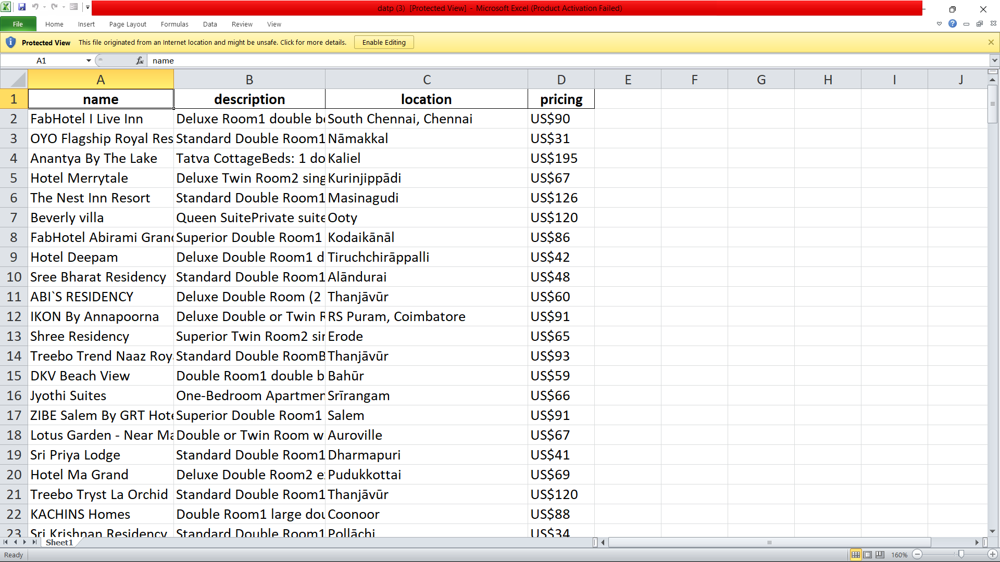 datp (3) [Protected View] - Microsoft Excel (Product Activation Failed)
File Home Insert Page Layout Formulas Data Review View
Protected View This file originated from an Internet location and might be unsafe. Click for more details. Enable Editing
A1 fx name
A B C D E F G H I J
1 name description location pricing
2 FabHotel I Live Inn Deluxe Room1 double be South Chennai, Chennai US$90
3 OYO Flagship Royal Res Standard Double Room1 Nāmakkal US$31
4 Anantya By The Lake Tatva CottageBeds: 1 do Kaliel US$195
5 Hotel Merrytale Deluxe Twin Room2 sing Kurinjippādi US$67
6 The Nest Inn Resort Standard Double Room1 Masinagudi US$126
7 Beverly villa Queen SuitePrivate suite Ooty US$120
8 FabHotel Abirami Grand Superior Double Room1 Kodaikānāl US$86
9 Hotel Deepam Deluxe Double Room1 d Tiruchchirāppalli US$42
10 Sree Bharat Residency Standard Double Room1 Alāndurai US$48
11 ABI`S RESIDENCY Deluxe Double Room (2 Thanjāvūr US$60
12 IKON By Annapoorna Deluxe Double or Twin R RS Puram, Coimbatore US$91
13 Shree Residency Superior Twin Room2 sin Erode US$65
14 Treebo Trend Naaz Roya Standard Double RoomB Thanjāvūr US$93
15 DKV Beach View Double Room1 double b Bahūr US$59
16 Jyothi Suites One-Bedroom Apartmen Srīrangam US$66
17 ZIBE Salem By GRT Hote Superior Double Room1 Salem US$91
18 Lotus Garden - Near Ma Double or Twin Room w Auroville US$67
19 Sri Priya Lodge Standard Double Room1 Dharmapuri US$41
20 Hotel Ma Grand Deluxe Double Room2 ex Pudukkottai US$69
21 Treebo Tryst La Orchid Standard Double Room1 Thanjāvūr US$120
22 KACHINS Homes Double Room1 large dou Coonoor US$88
23 Sri Krishnan Residency Standard Double Room1 Pollāchi US$34
Sheet1
Ready 160%